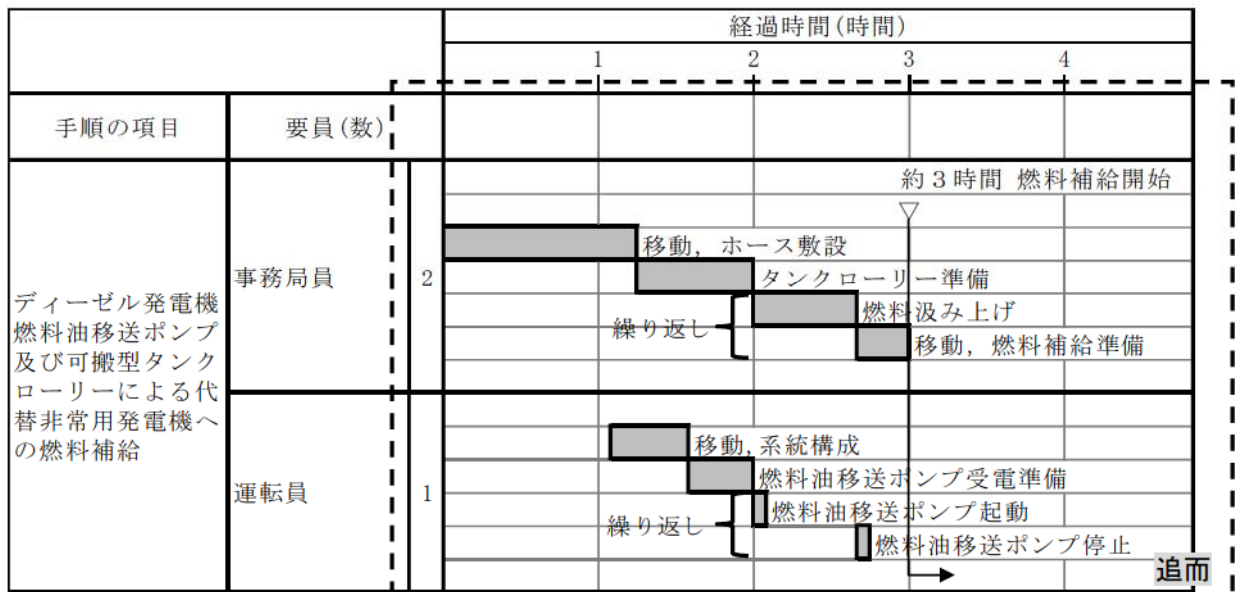 経過時間(時間)
1 2 3 4
手順の項目 要員(数)
ディーゼル発電機
燃料油移送ポンプ
及び可搬型タンク
ローリーによる代
替非常用発電機へ
の燃料補給
事務局員 2
約3時間 燃料補給開始
移動，ホース敷設
タンクローリー準備
繰り返し
燃料汲み上げ
移動，燃料補給準備
運転員 1
移動,系統構成
燃料油移送ポンプ受電準備
繰り返し
燃料油移送ポンプ起動
燃料油移送ポンプ停止
追而